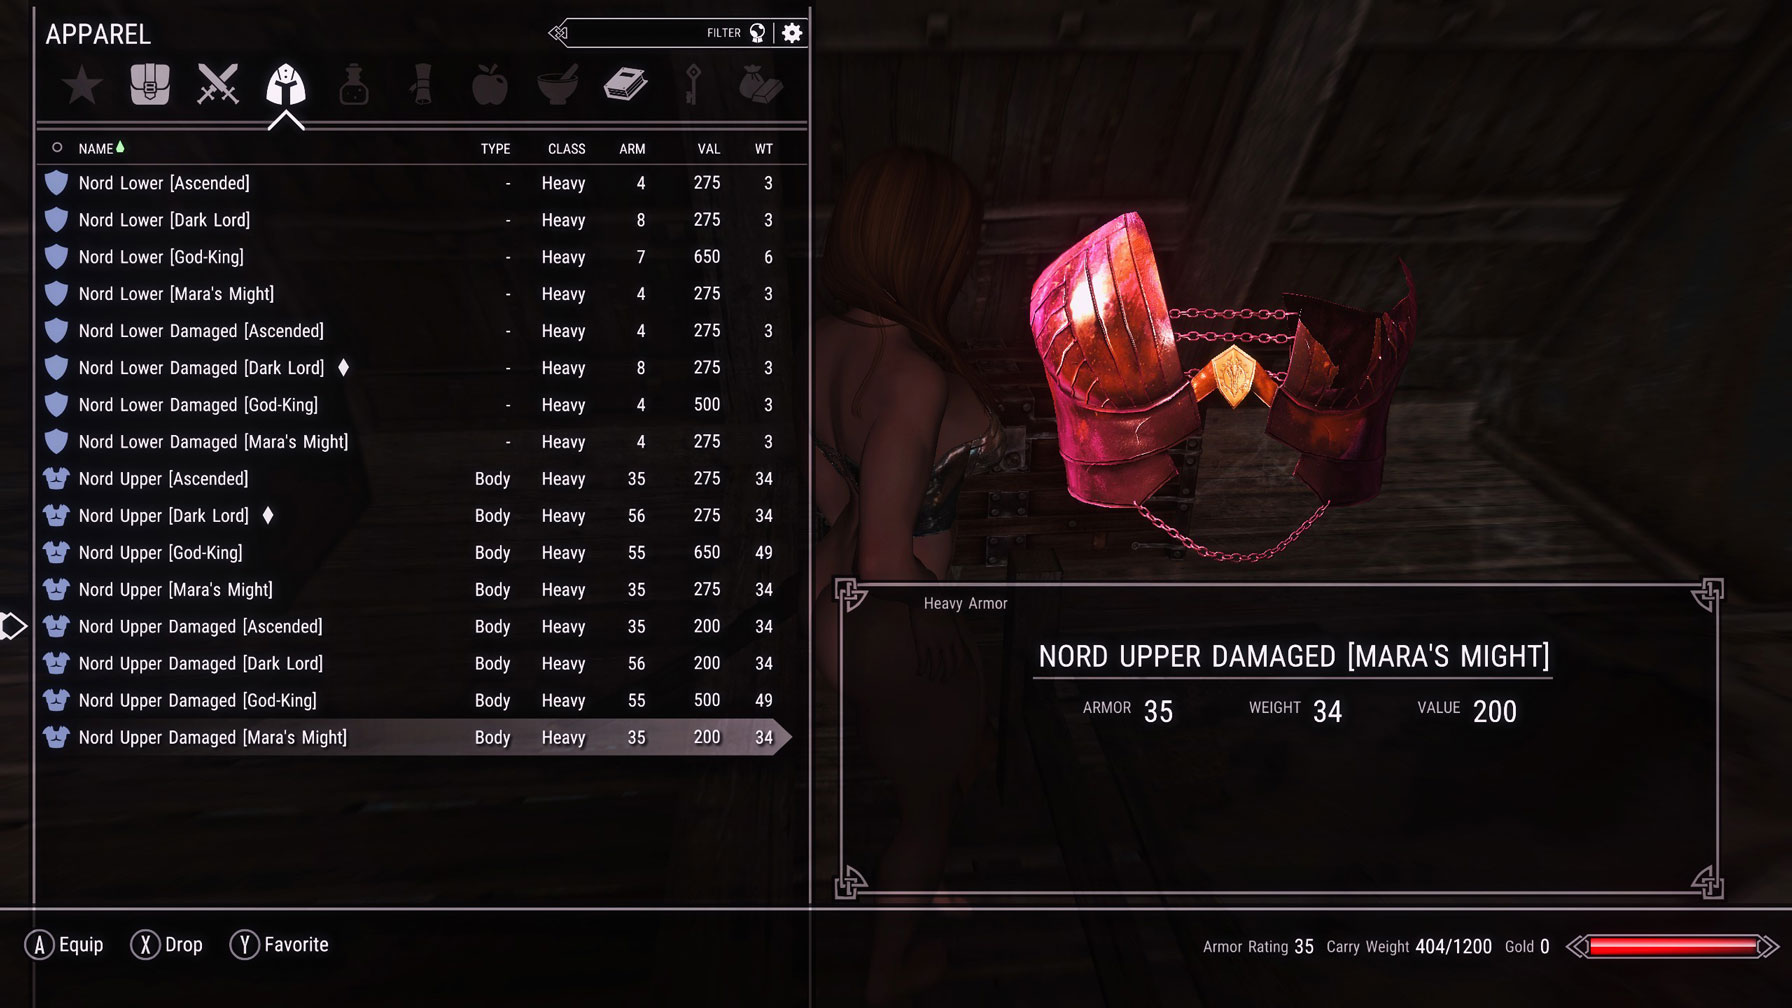 APPAREL
FILTER
NAME TYPE CLASS ARM VAL WT
Nord Lower [Ascended] - Heavy 4 275 3
Nord Lower [Dark Lord] - Heavy 8 275 3
Nord Lower [God-King] - Heavy 7 650 6
Nord Lower [Mara's Might] - Heavy 4 275 3
Nord Lower Damaged [Ascended] - Heavy 4 275 3
Nord Lower Damaged [Dark Lord] - Heavy 8 275 3
Nord Lower Damaged [God-King] - Heavy 4 500 3
Nord Lower Damaged [Mara's Might] - Heavy 4 275 3
Nord Upper [Ascended] Body Heavy 35 275 34
Nord Upper [Dark Lord] Body Heavy 56 275 34
Nord Upper [God-King] Body Heavy 55 650 49
Nord Upper [Mara's Might] Body Heavy 35 275 34
Nord Upper Damaged [Ascended] Body Heavy 35 200 34
Nord Upper Damaged [Dark Lord] Body Heavy 56 200 34
Nord Upper Damaged [God-King] Body Heavy 55 500 49
Nord Upper Damaged [Mara's Might] Body Heavy 35 200 34
Heavy Armor
NORD UPPER DAMAGED [MARA'S MIGHT]
ARMOR 35 WEIGHT 34 VALUE 200
A Equip X Drop Y Favorite
Armor Rating 35 Carry Weight 404/1200 Gold 0